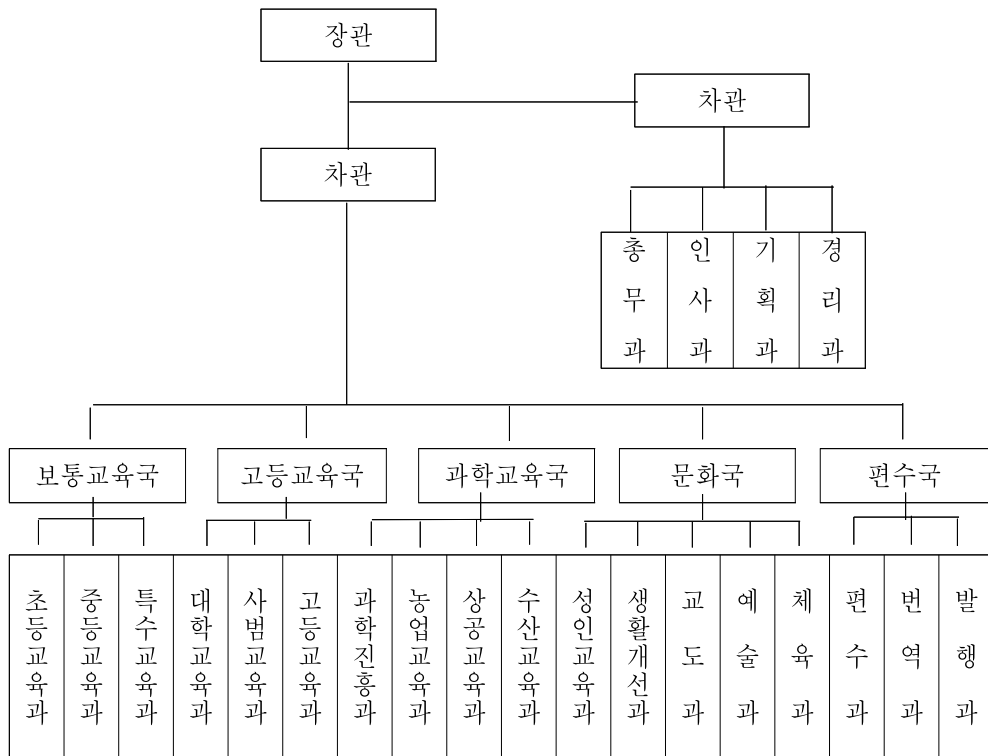 장관
차관
차관
총무과
인사과
기획과
경리과
보통교육국
고등교육국
과학교육국
문화국
편수국
초등교육과
중등교육과
특수교육과
대학교육과
사범교육과
고등교육과
과학진흥과
농업교육과
상공교육과
수산교육과
성인교육과
생활개선과
교도과
예술과
체육과
편수과
번역과
발행과